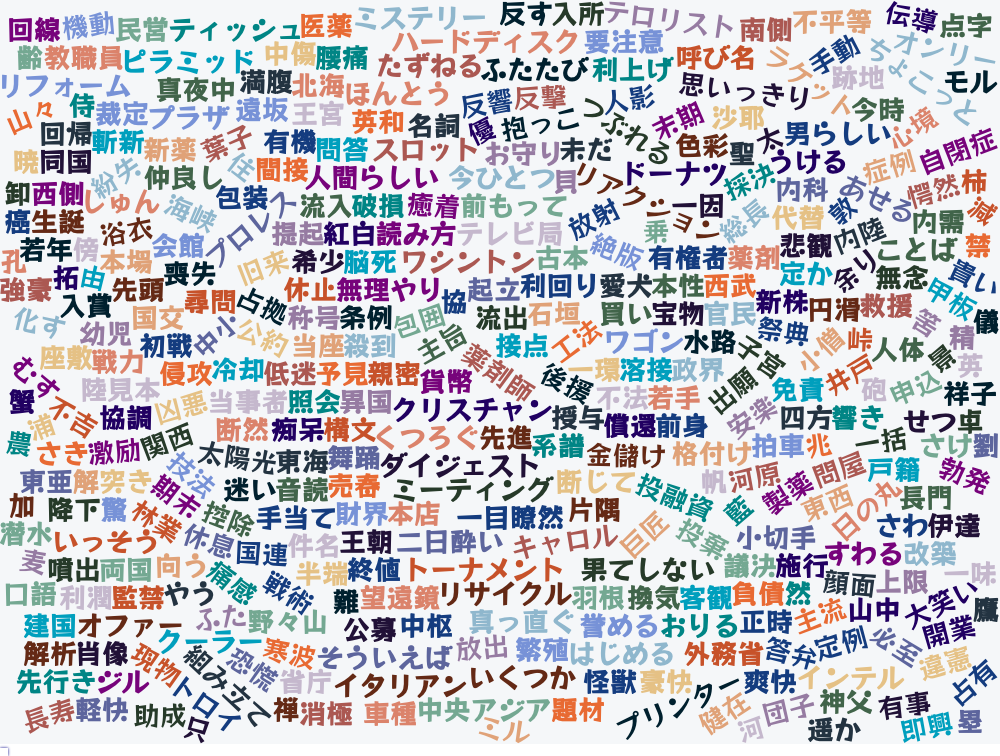 回線 機動 民営 ティッシュ 医薬 ミステリー 反す 入所 テロリスト 南側 不平等 伝導 点字
齢 教職員 ピラミッド 中傷 腰痛 ハードディスク 要注意 呼び名 ラブ 手動 ちょこっと オンリー
リフォーム 真夜中 満腹 北海 たずねる ふたたび 利上げ 思いっきり 跡地 モル
山々 侍 裁定 プラザ 遠坂 王宮 ほんとう 反響 反撃 つぶれる 人影 末期 沙耶 人 今時
回帰 斬新 新薬 葉子 有機 問答 英和 名詞 優 抱っこ 色彩 聖 太 男らしい 心境
暁 同国 紛失 住 間接 スロット お守り 未だ ドーナツ 採決 うける 症例 自閉症
卸 西側 しゅん 仲良し 包装 人間らしい 今ひとつ 貝 リアクション 内科 あせる 愕然 柿
癌 生誕 浴衣 海峡 プロレス 流入 破損 癒着 前もって 放射 一因 総長 代替 敦 内需 減
若年 傍 本場 会館 提起 紅白 読み方 テレビ局 絶版 乗 有権者 薬剤 悲観 内陸 ことば 禁
孔 強豪 拓 由 先頭 喪失 旧来 希少 脳死 ワシントン 古本 定か 余り 無念 貴い
入賞 尋問 占拠 休止 無理やり 協 起立 利回り 愛犬 本性 西武 新株 円滑 救援 甲板 儀
化す 幼児 国交 中小 称号 条例 包囲 流出 石垣 買い 宝物 官民 祭典 筈 精
座敷 戦力 初戦 公約 当座 殺到 主旨 接点 工法 ワゴン 水路 子宮 小僧 峠 人体 景 英
むす 蟹 陸見本 侵攻 冷却 低迷 予見 親密 貨幣 薬剤師 後援 一環 溶接 政界 出願 免責 井戸 砲 申込 祥子
浦 不吉 協調 凶悪 当事者 照会 異国 クリスチャン 授与 不法 若手 償還 前身 安楽 四方 響き せつ 卓
農 さき 激励 関西 断然 痴呆 横文 くつろぐ 先進 系譜 金儲け 格付け 拍車 兆 一括 さけ 劉
東亜 解突き 技法 太陽光 東海 舞踊 ダイジェスト 断じて 投融資 帆 河原 問屋 戸籍 勃発
加 降下 驚 期末 迷い 音読 売春 ミーティング 藍 製薬 東西 日の丸 長門
潜水 いっそう 林業 控除 手当て 財界 本店 一目瞭然 片隅 巨匠 投棄 小切手 さわ 伊達
麦 噴出 両国 向う 休息 国連 件名 王朝 二日酔い キャロル 果てしない 議決 施行 すわる 改築 一味
口語 利潤 監禁 やう 痛感 戦術 半端 終値 トーナメント 羽根 換気 客観 負債 然 顔面 上限
建国 オファー ふた 野々山 難 望遠鏡 リサイクル 真っ直ぐ 誉める おりる 正時 主流 山中 大笑い 鷹
解析 肖像 クーラー 恐慌 寒波 公募 中枢 そういえば 放出 繁殖 はじめる 外務省 答弁 定例 必至 開業
先行き ジル 現物 組み立て 省庁 イタリアン いくつか 怪獣 豪快 爽快 インテル 違憲 占有
長寿 軽快 助成 トロイ 只 禅 消極 車種 中央アジア 題材 ミル プリンター 健在 河 団子 神父 遥か 有事 即興 塁